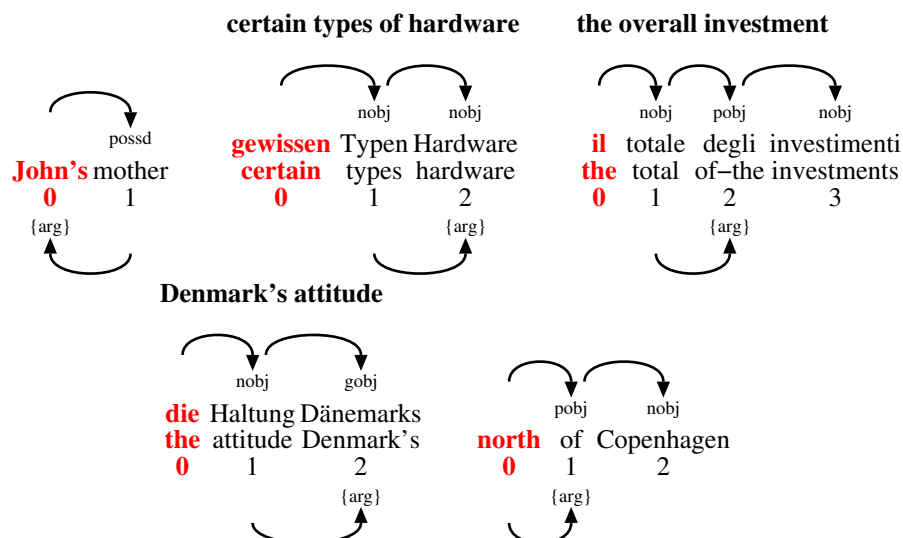 certain types of hardware
the overall investment
possd
John's mother
0 1
{arg}
nobj nobj
gewissen Typen Hardware
certain types hardware
0 1 2
{arg}
nobj pobj nobj
il totale degli investimenti
the total of−the investments
0 1 2 3
{arg}
Denmark's attitude
nobj gobj
die Haltung Dänemarks
the attitude Denmark's
0 1 2
{arg}
pobj nobj
north of Copenhagen
0 1 2
{arg}